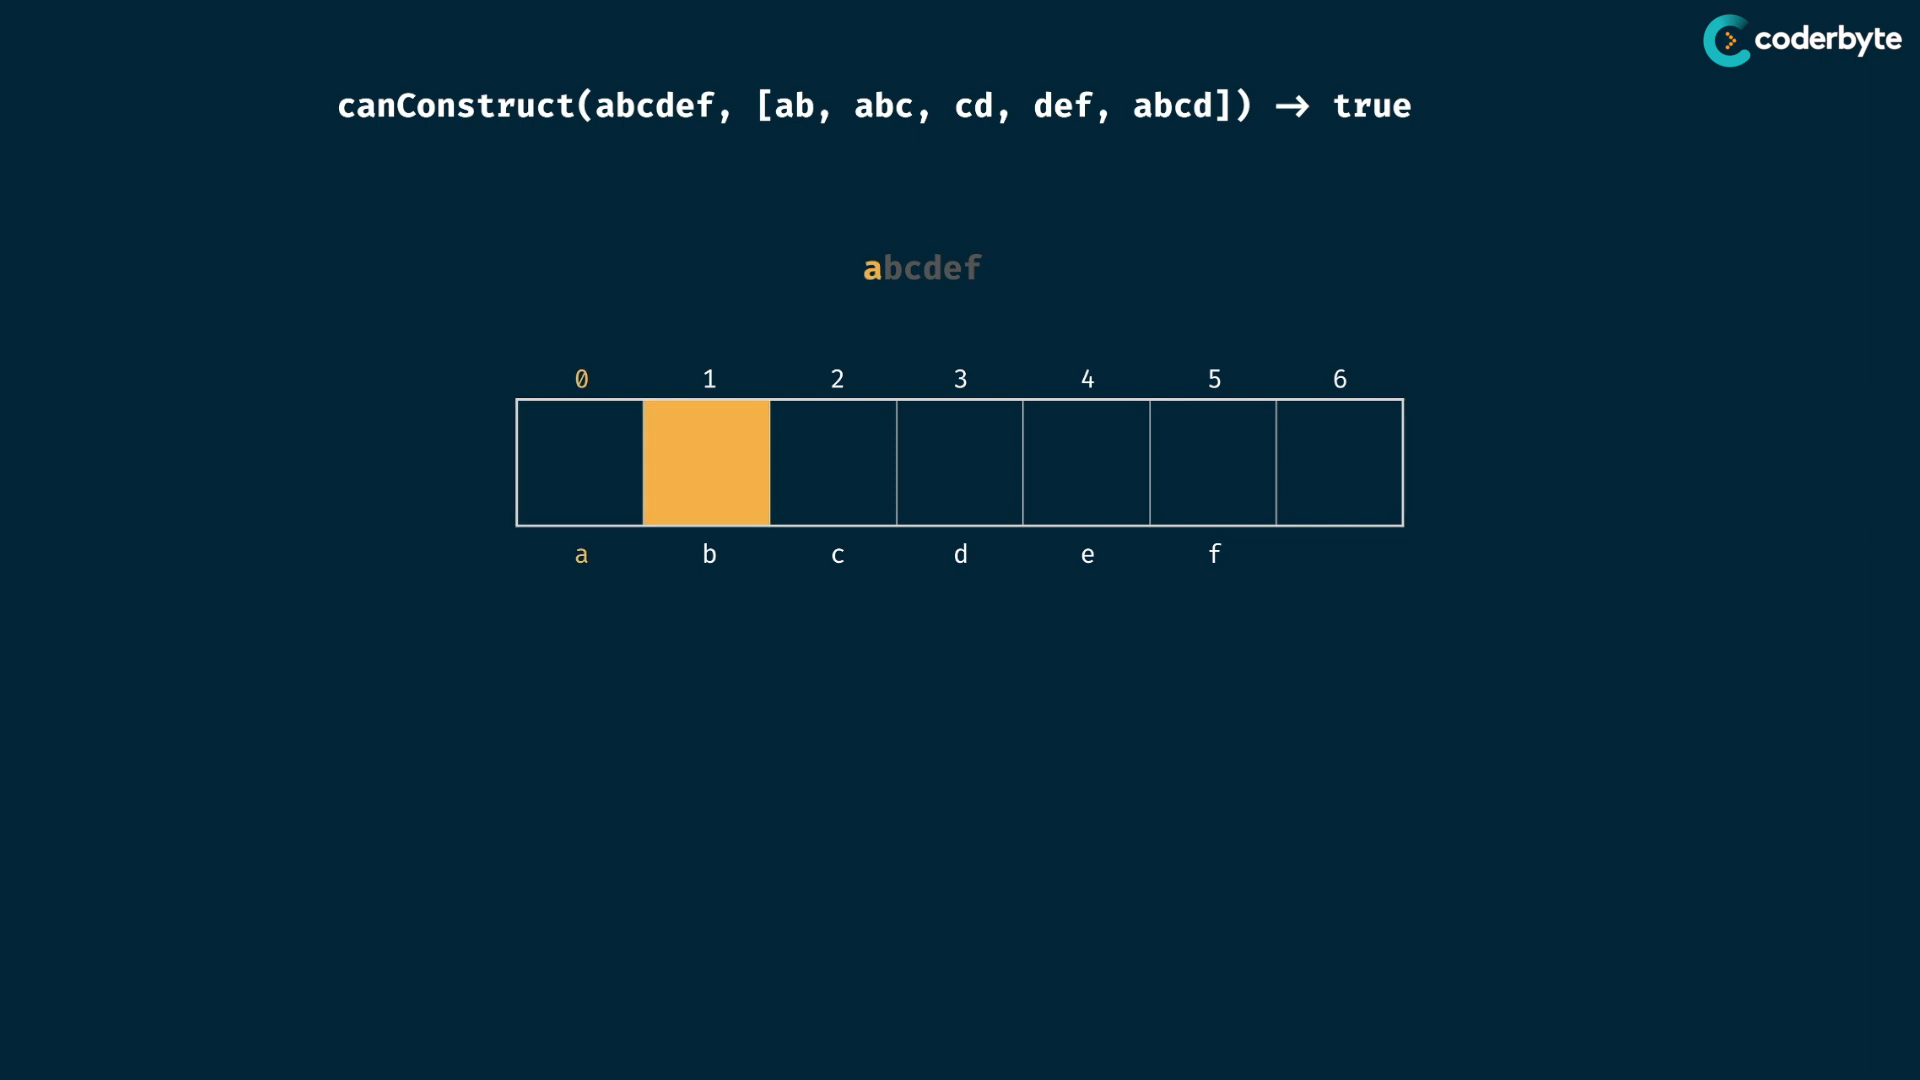 coderbyte
canConstruct(abcdef, [ab, abc, cd, def, abcd]) → true
abcdef
0 1 2 3 4 5 6
a b c d e f